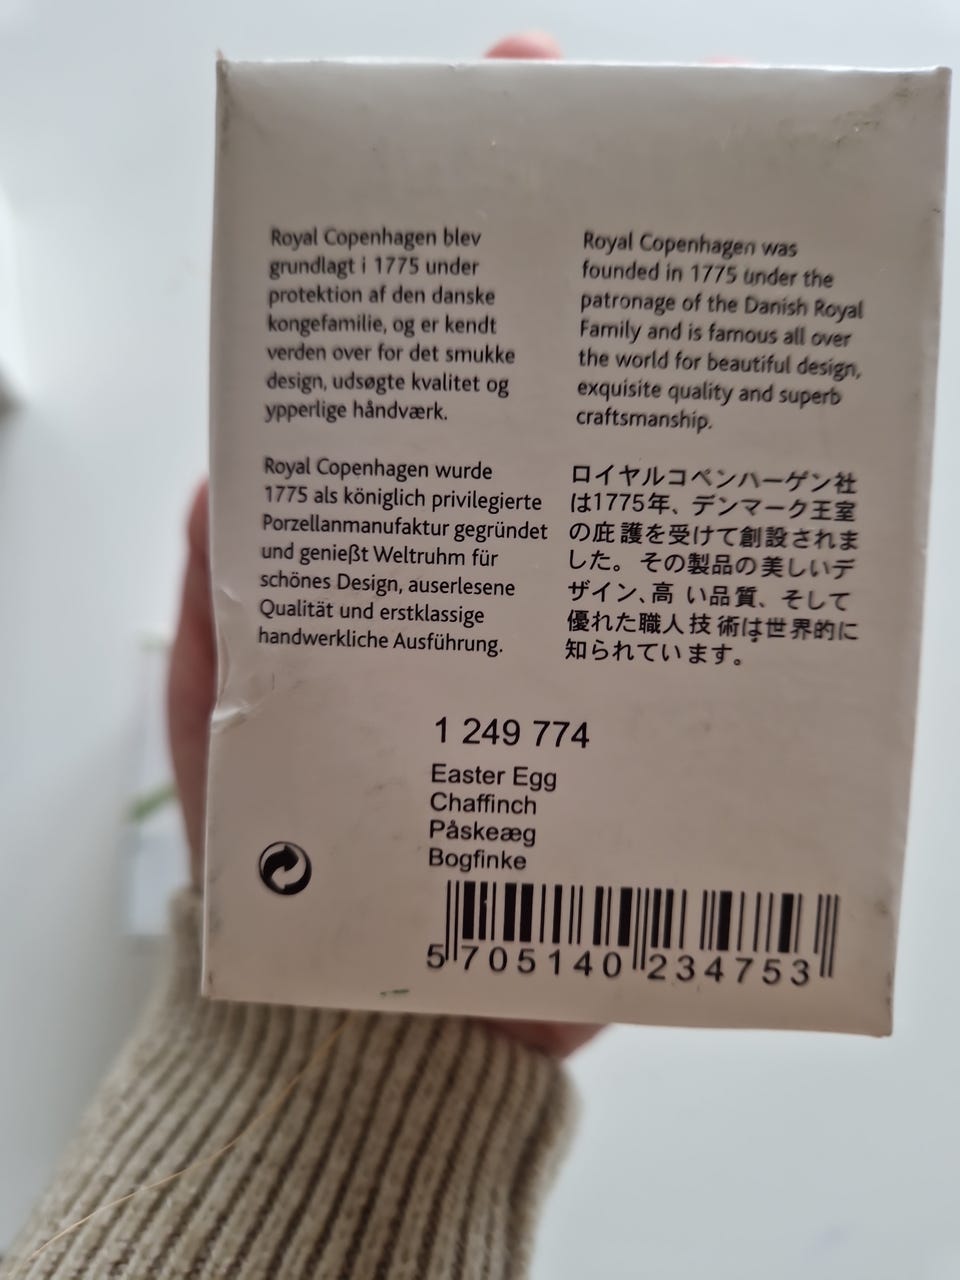 Royal Copenhagen blev
grundlagt i 1775 under
protektion af den danske
kongefamilie, og er kendt
verden over for det smukke
design, udsøgte kvalitet og
ypperlige håndværk.
Royal Copenhagen was
founded in 1775 under the
patronage of the Danish Royal
Family and is famous all over
the world for beautiful design,
exquisite quality and superb
craftsmanship.
Royal Copenhagen wurde
1775 als königlich privilegierte
Porzellanmanufaktur gegründet
und genießt Weltruhm für
schönes Design, auserlesene
Qualität und erstklassige
handwerkliche Ausführung.
ロイヤルコペンハーゲン社
は1775年、デンマーク王室
の庇護を受けて創設されま
した。その製品の美しいデ
ザイン、高い品質、そして
優れた職人技術は世界的に
知られています。
1 249 774
Easter Egg
Chaffinch
Påskeæg
Bogfinke
5 705140 234753